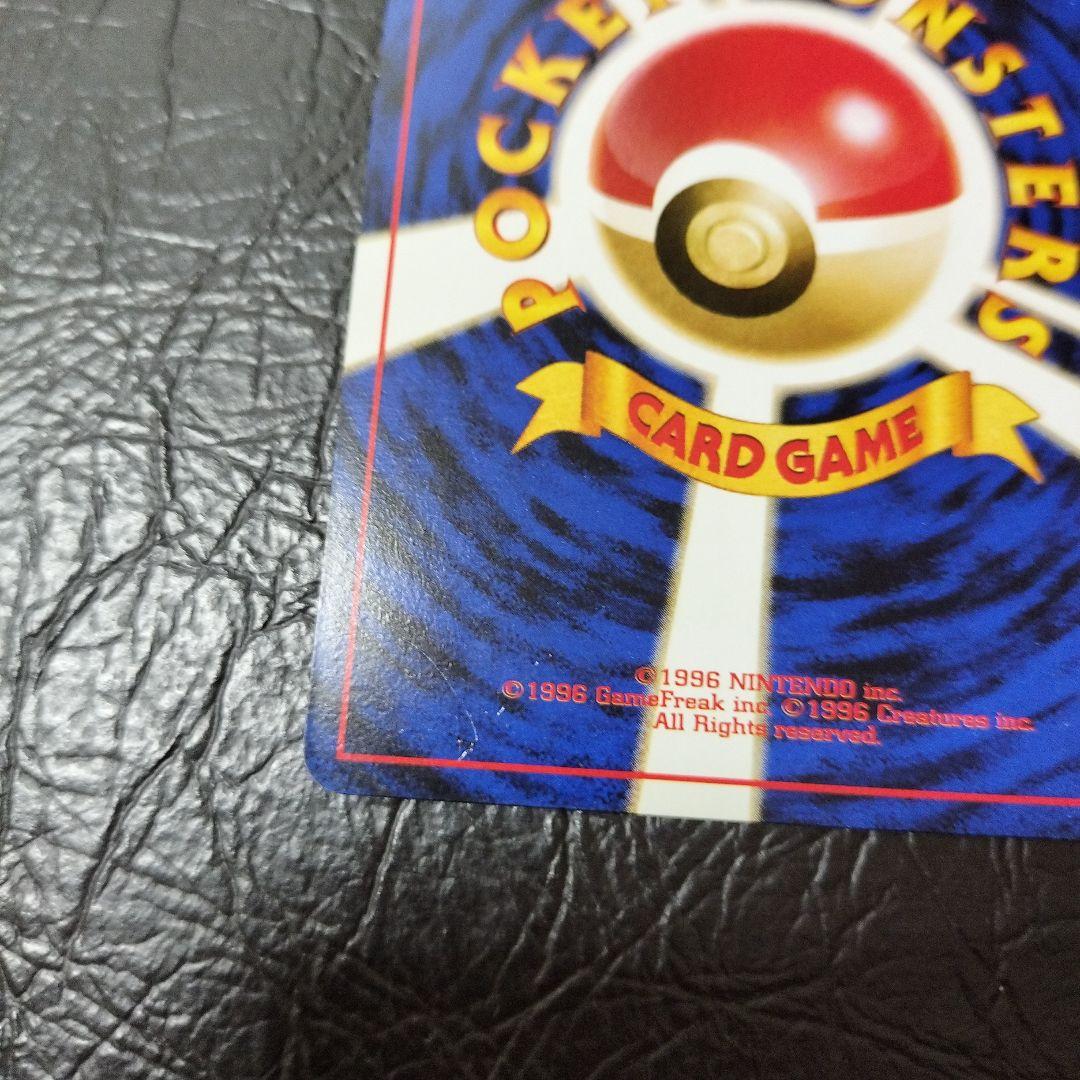 POCKET MONSTERS
CARD GAME
©1996 NINTENDO inc.
©1996 GameFreak inc. ©1996 Creatures inc.
All Rights reserved.